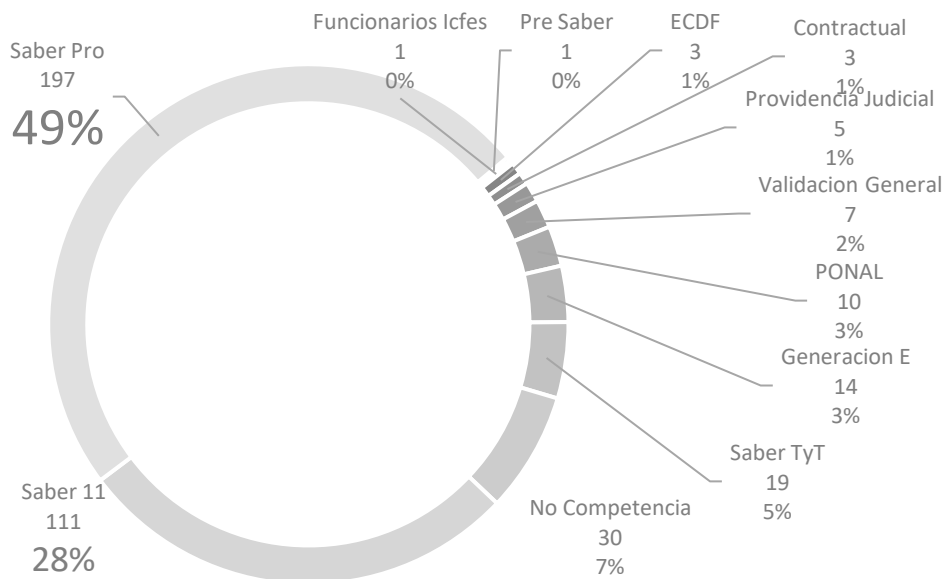 Funcionarios Icfes
1
0%
Pre Saber
1
0%
ECDF
3
1%
Contractual
3
1%
Providencia Judicial
5
1%
Validacion General
7
2%
PONAL
10
3%
Generacion E
14
3%
Saber TyT
19
5%
No Competencia
30
7%
Saber 11
111
28%
Saber Pro
197
49%